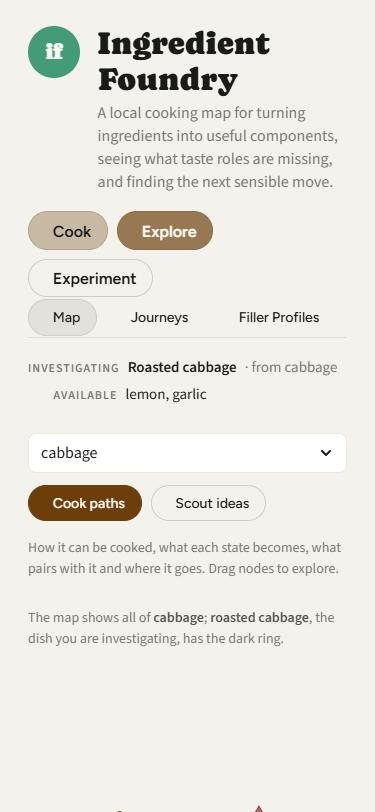 if
Ingredient
Foundry
A local cooking map for turning
ingredients into useful components,
seeing what taste roles are missing,
and finding the next sensible move.
Cook
Explore
Experiment
Map
Journeys
Filler Profiles
INVESTIGATING Roasted cabbage · from cabbage
AVAILABLE lemon, garlic
cabbage
Cook paths
Scout ideas
How it can be cooked, what each state becomes, what
pairs with it and where it goes. Drag nodes to explore.
The map shows all of cabbage; roasted cabbage, the
dish you are investigating, has the dark ring.